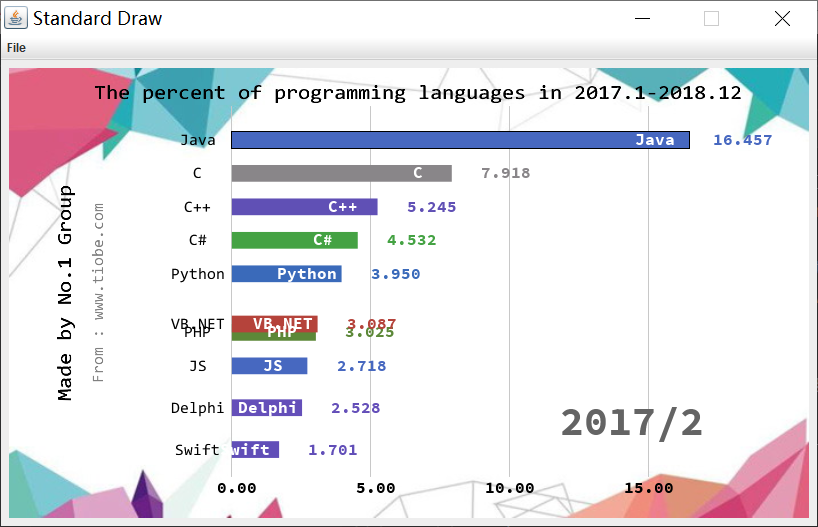 Standard Draw
File
The percent of programming languages in 2017.1-2018.12
Made by No.1 Group
From : www.tiobe.com
Java Java 16.457
C C 7.918
C++ C++ 5.245
C# C# 4.532
Python Python 3.950
VB.NET VB.NET 3.087
PHP PHP 3.025
JS JS 2.718
Delphi Delphi 2.528
2017/2
Swift wift 1.701
0.00 5.00 10.00 15.00